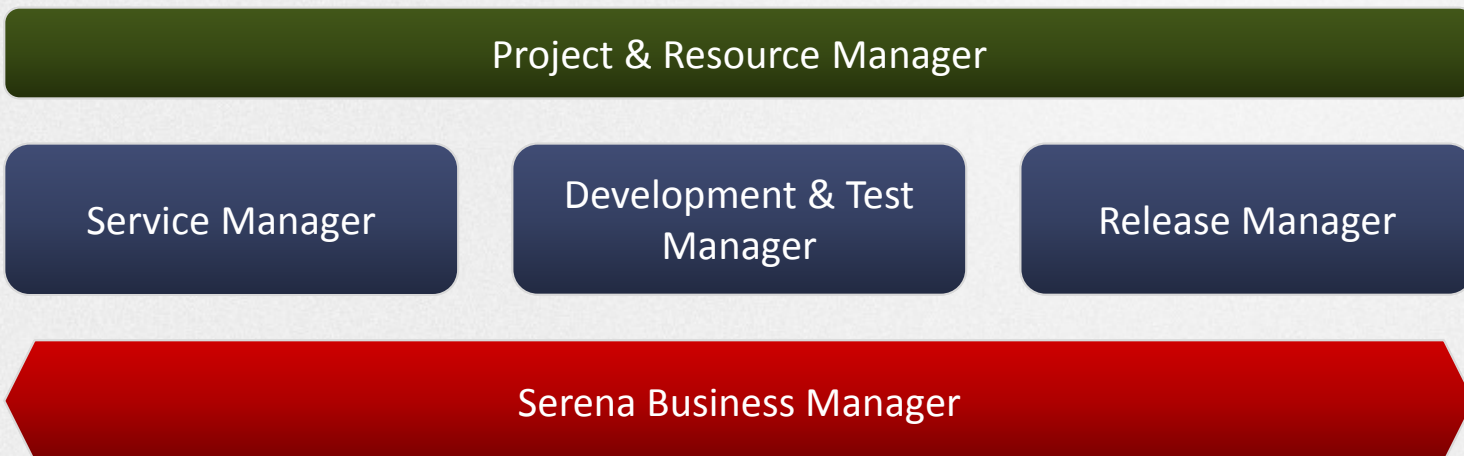 Project & Resource Manager
Service Manager
Development & Test
Manager
Release Manager
Serena Business Manager